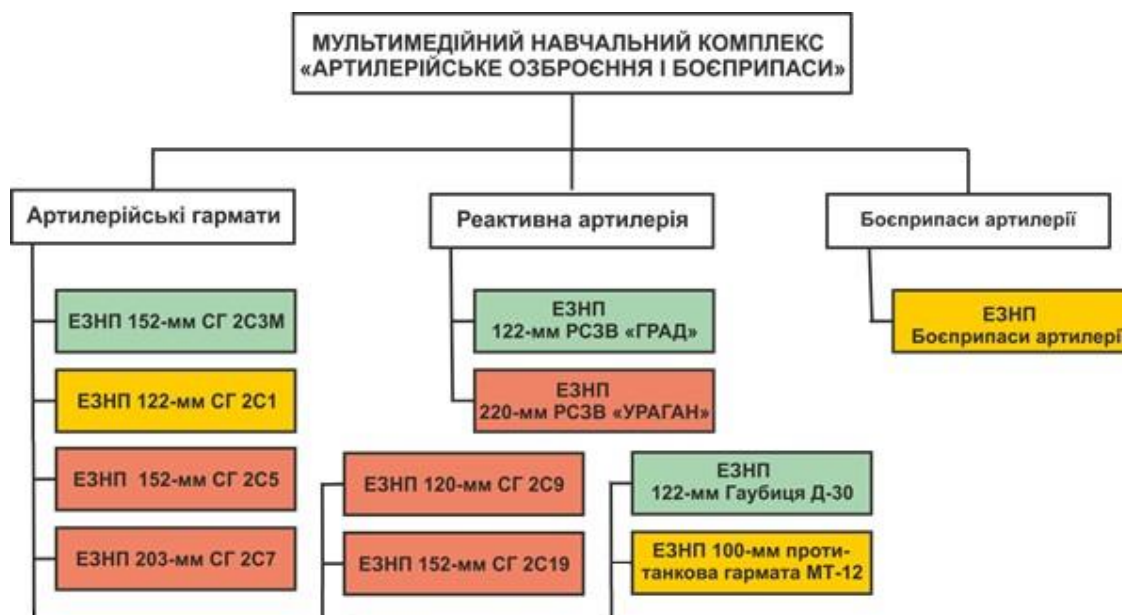 МУЛЬТИМЕДІЙНИЙ НАВЧАЛЬНИЙ КОМПЛЕКС
«АРТИЛЕРІЙСЬКЕ ОЗБРОЄННЯ І БОЄПРИПАСИ»
Артилерійські гармати
Реактивна артилерія
Боєприпаси артилерії
ЕЗНП 152-мм СГ 2С3М
ЕЗНП 122-мм СГ 2С1
ЕЗНП 152-мм СГ 2С5
ЕЗНП 203-мм СГ 2С7
ЕЗНП
122-мм РСЗВ «ГРАД»
ЕЗНП
220-мм РСЗВ «УРАГАН»
ЕЗНП
Боєприпаси артилерії
ЕЗНП 120-мм СГ 2С9
ЕЗНП 152-мм СГ 2С19
ЕЗНП
122-мм Гаубиця Д-30
ЕЗНП 100-мм проти-
танкова гармата МТ-12